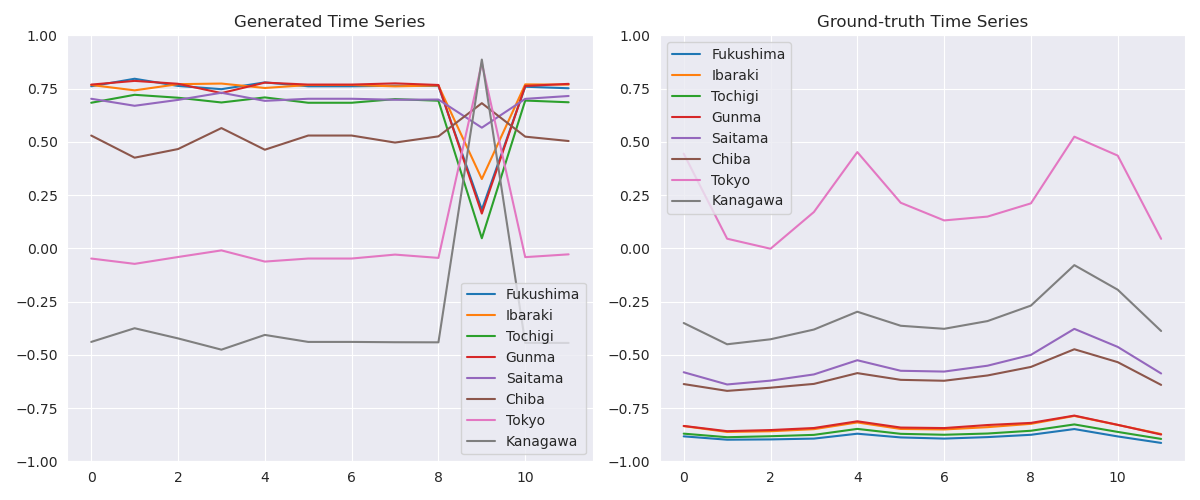 Generated Time Series
1.00
0.75
0.50
0.25
0.00
−0.25
−0.50
−0.75
−1.00
0 2 4 6 8 10
Fukushima
Ibaraki
Tochigi
Gunma
Saitama
Chiba
Tokyo
Kanagawa
Ground-truth Time Series
1.00
0.75
0.50
0.25
0.00
−0.25
−0.50
−0.75
−1.00
0 2 4 6 8 10
Fukushima
Ibaraki
Tochigi
Gunma
Saitama
Chiba
Tokyo
Kanagawa